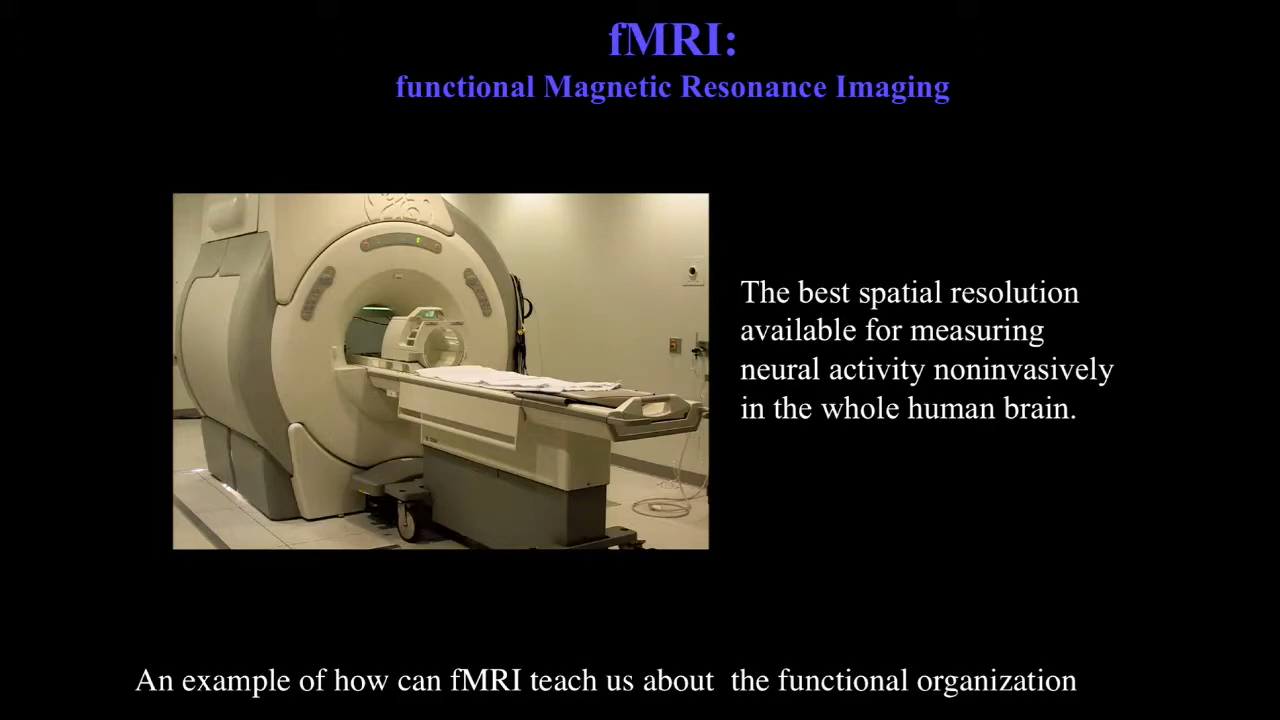 fMRI:
functional Magnetic Resonance Imaging
The best spatial resolution
available for measuring
neural activity noninvasively
in the whole human brain.
An example of how can fMRI teach us about the functional organization